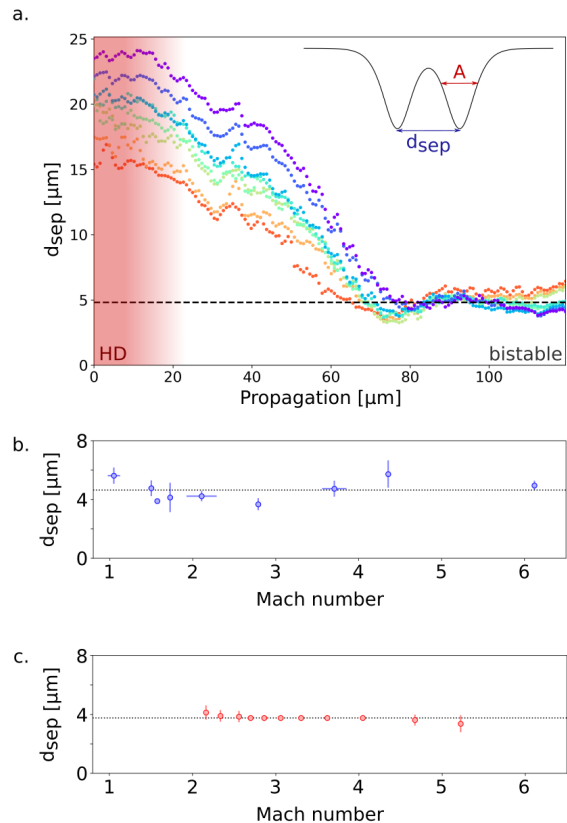 a.
25
20
15
10
5
0
dsep [µm]
A
dsep
HD
bistable
0 20 40 60 80 100
Propagation [µm]
b.
8
4
0
dsep [µm]
1 2 3 4 5 6
Mach number
c.
8
4
0
dsep [µm]
1 2 3 4 5 6
Mach number